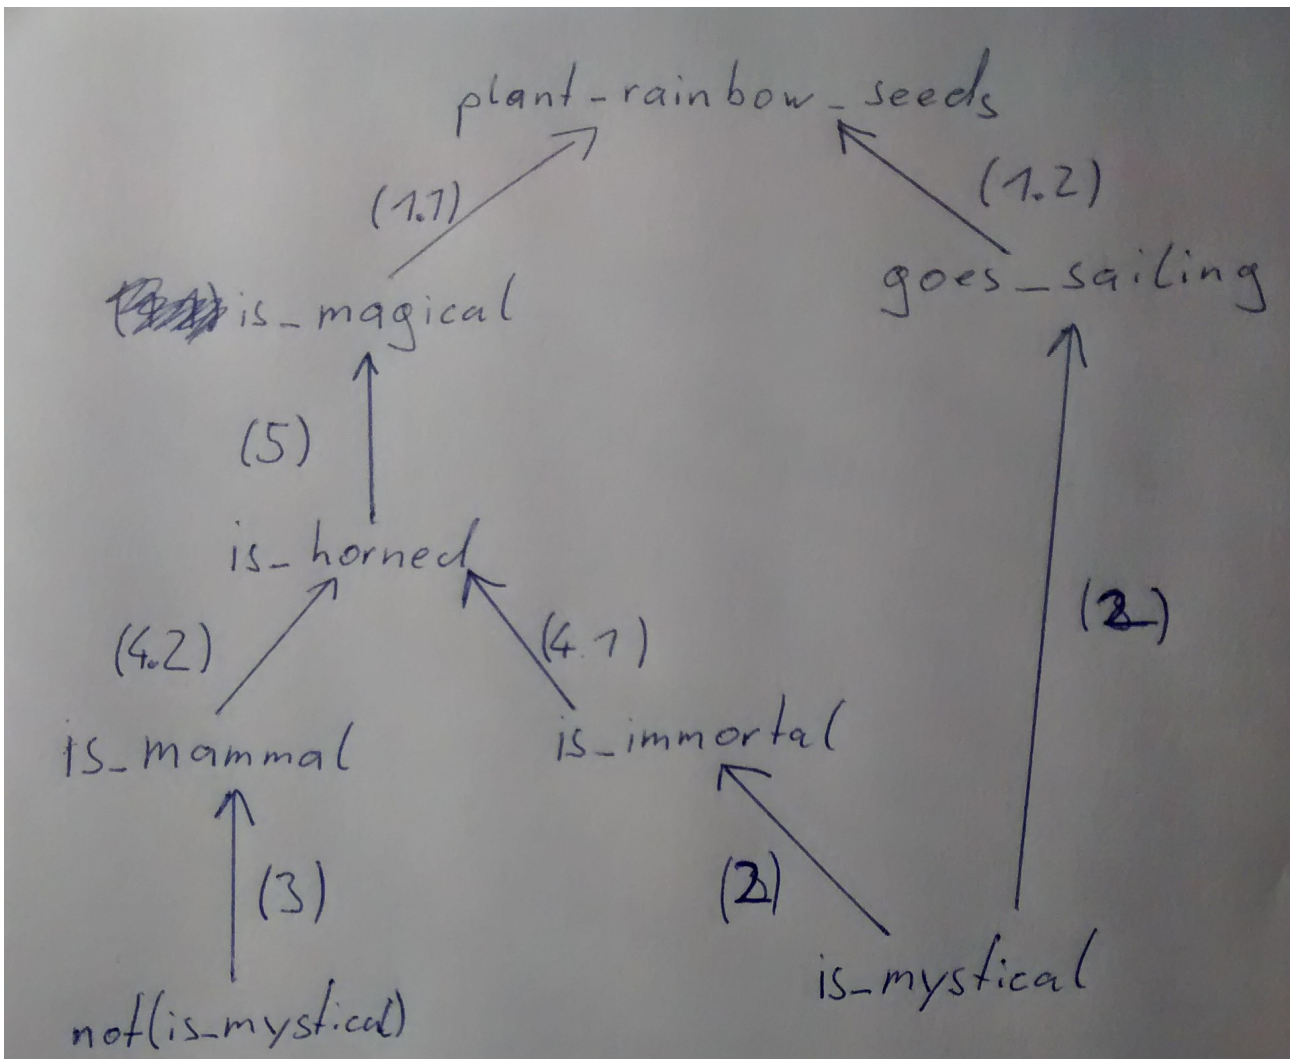 plant-rainbow_seeds
(1.1)
(1.2)
goes_sailing
is_magical
(5)
is_horned
(2)
(4.2)
(4.1)
is_mammal
is_immortal
(3)
(2)
is_mystical
not(is_mystical)